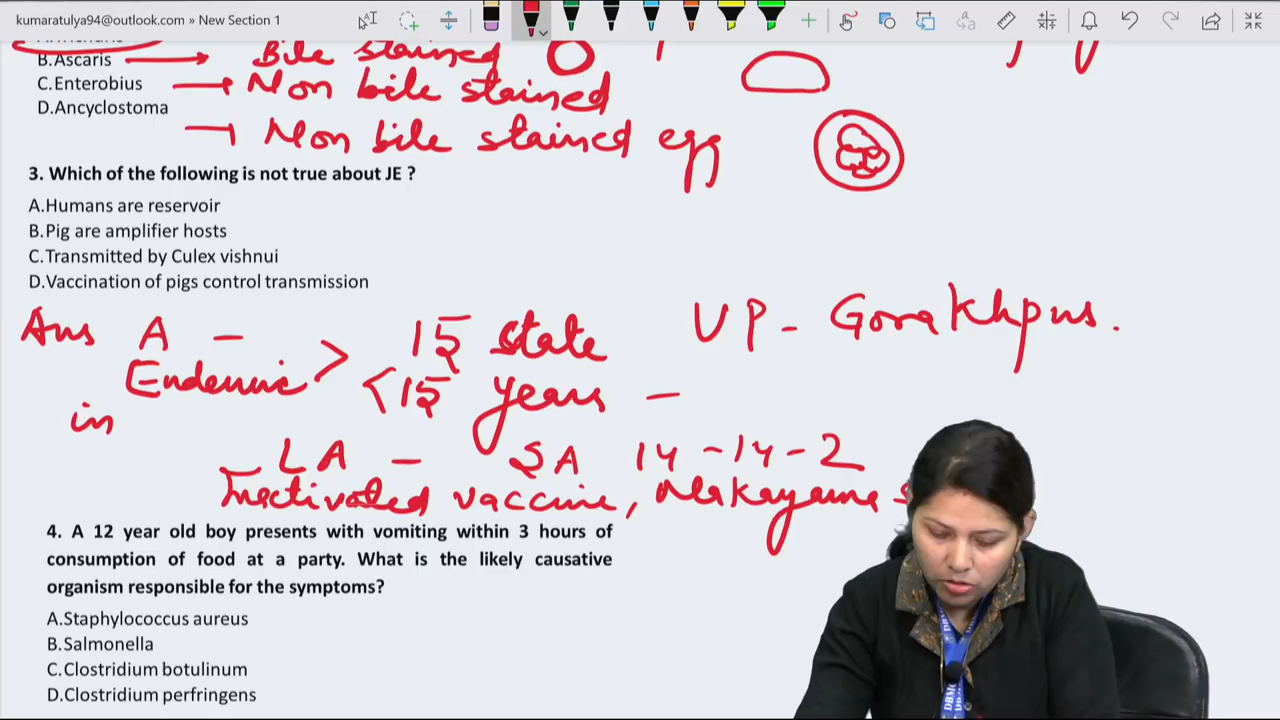 kumaratulya94@outlook.com » New Section 1
B.Ascaris → Bile stained
C.Enterobius → Non bile stained
D.Ancyclostoma
→ Non bile stained egg
3. Which of the following is not true about JE ?
A.Humans are reservoir
B.Pig are amplifier hosts
C.Transmitted by Culex vishnui
D.Vaccination of pigs control transmission
Ans A - 15 state UP - Gorakhpur.
Endemic > <15 years -
in
LA - SA 14-14-2
Inactivated vaccine, Nakayama
4. A 12 year old boy presents with vomiting within 3 hours of
consumption of food at a party. What is the likely causative
organism responsible for the symptoms?
A.Staphylococcus aureus
B.Salmonella
C.Clostridium botulinum
D.Clostridium perfringens